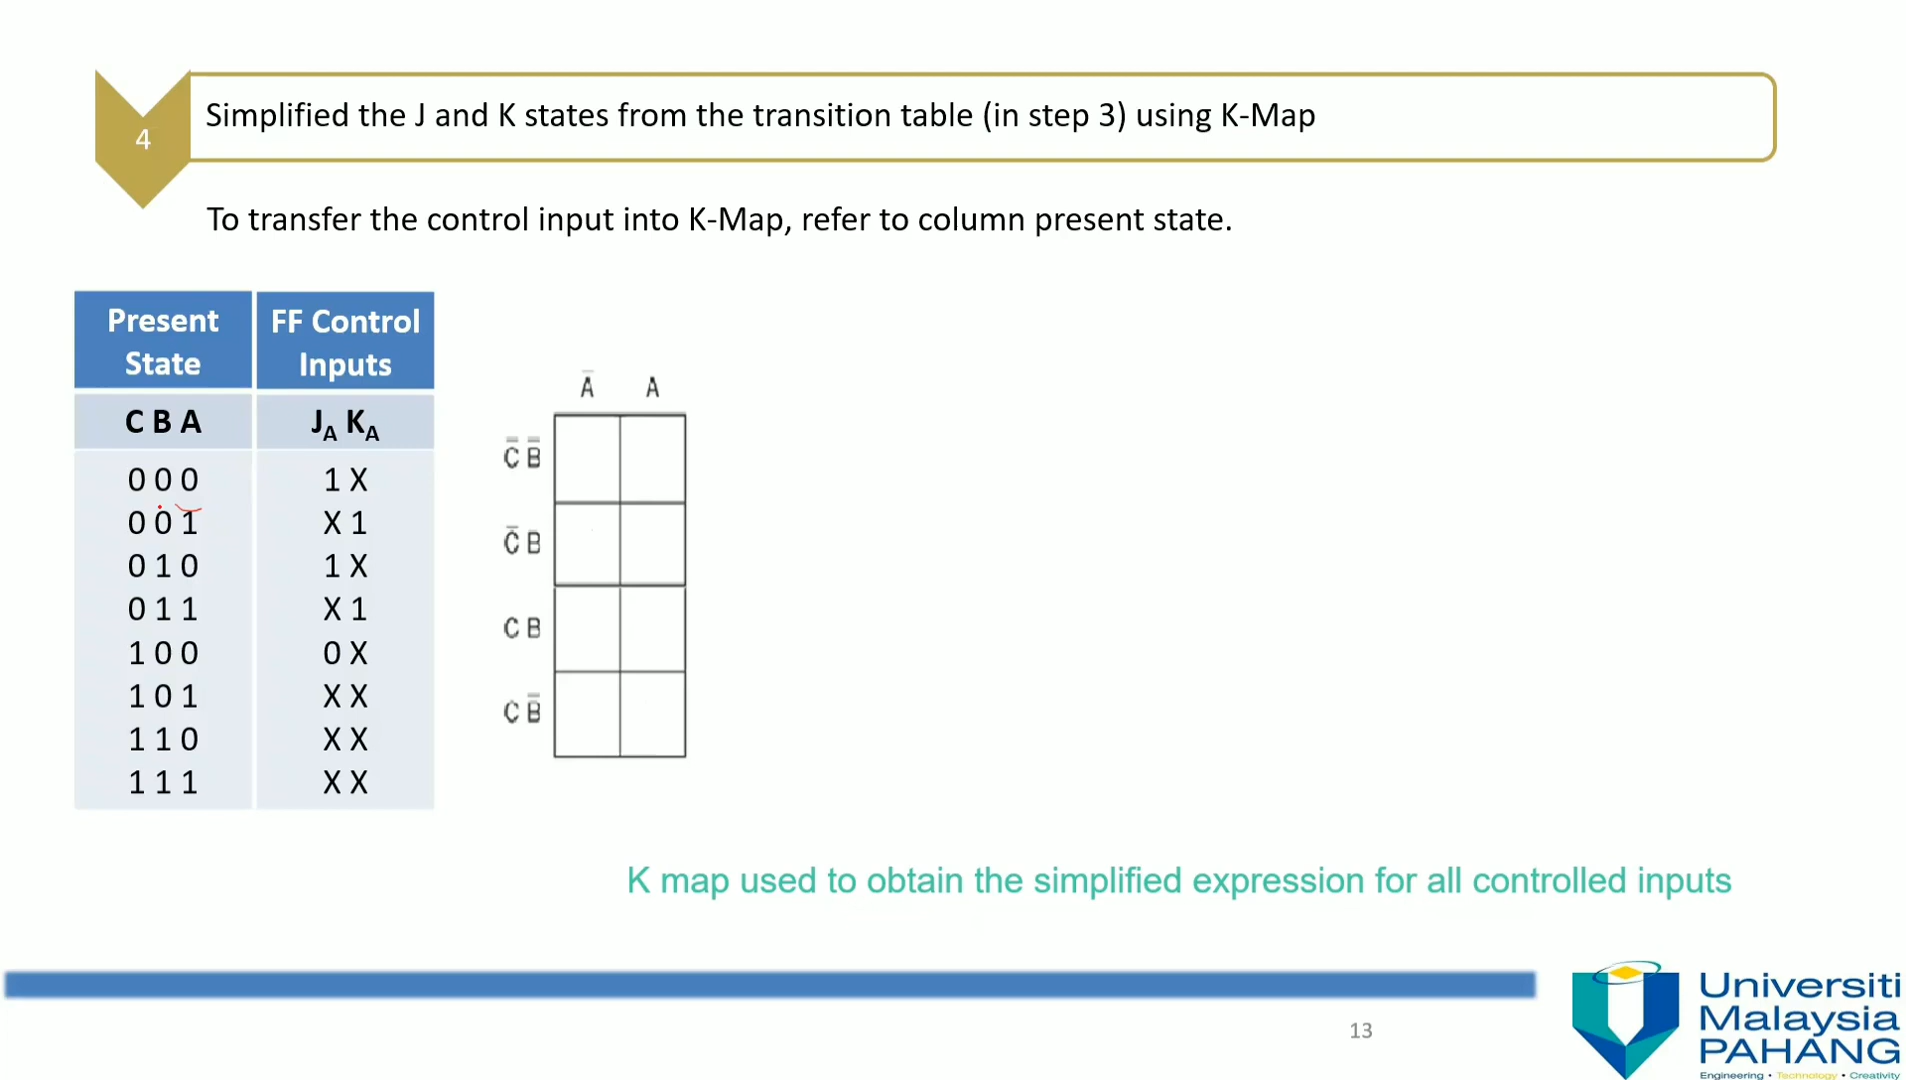 4
Simplified the J and K states from the transition table (in step 3) using K-Map
To transfer the control input into K-Map, refer to column present state.
Present State
FF Control Inputs
C B A
J_A K_A
0 0 0
1 X
0 0 1
X 1
0 1 0
1 X
0 1 1
X 1
1 0 0
0 X
1 0 1
X X
1 1 0
X X
1 1 1
X X
A̅ A
C̅ B̅
C̅ B
C B
C B̅
K map used to obtain the simplified expression for all controlled inputs
13
Universiti
Malaysia
PAHANG
Engineering • Technology • Creativity